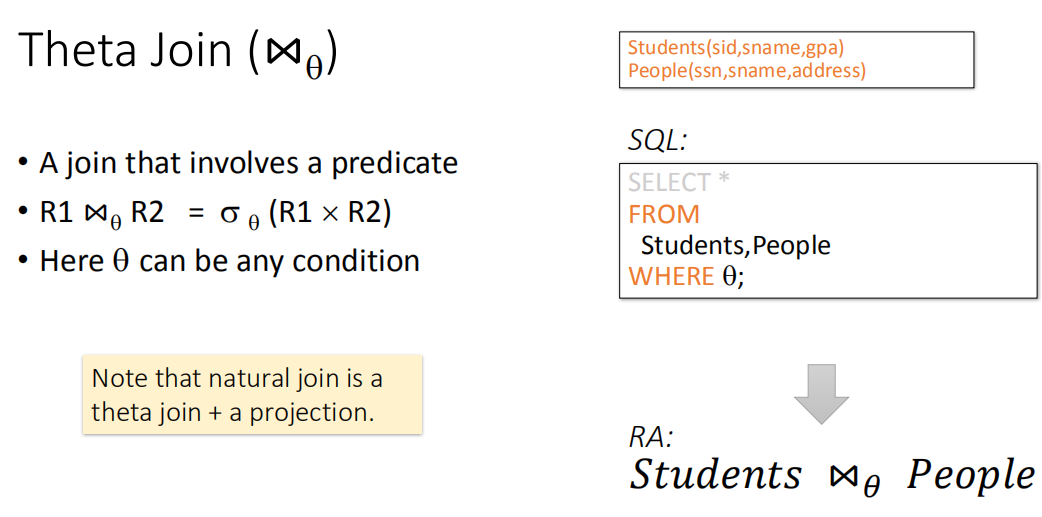 Theta Join (⋈θ)
• A join that involves a predicate
• R1 ⋈θ R2 = σ θ (R1 × R2)
• Here θ can be any condition
Note that natural join is a
theta join + a projection.
Students(sid,sname,gpa)
People(ssn,sname,address)
SQL:
SELECT *
FROM
Students,People
WHERE θ;
RA:
Students ⋈θ People